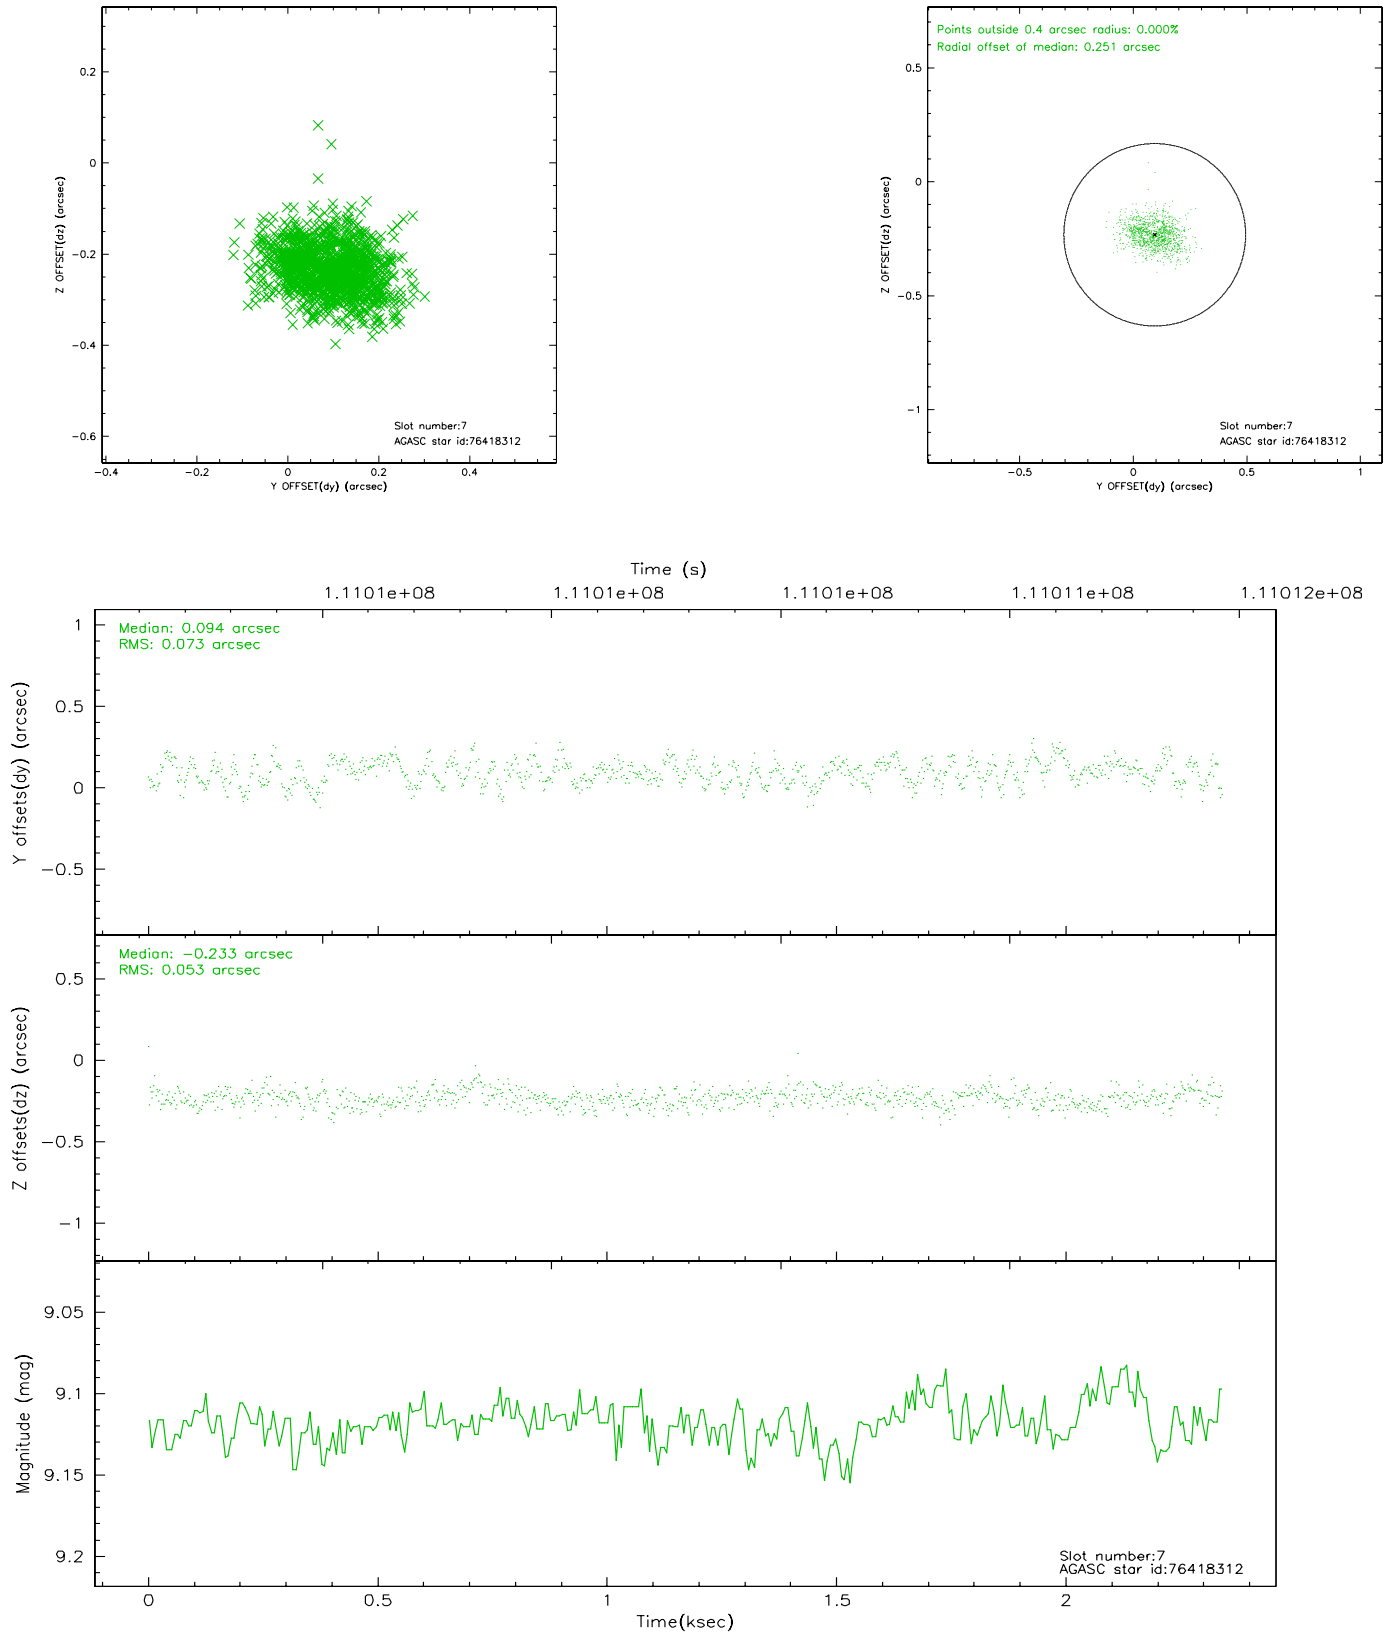 0.2
0
−0.2
−0.4
−0.6
Z OFFSET(dz) (arcsec)
−0.4 −0.2 0 0.2 0.4
Y OFFSET(dy) (arcsec)
Slot number:7
AGASC star id:76418312
Points outside 0.4 arcsec radius: 0.000%
Radial offset of median: 0.251 arcsec
0.5
0
−0.5
−1
Z OFFSET(dz) (arcsec)
−0.5 0 0.5 1
Y OFFSET(dy) (arcsec)
Slot number:7
AGASC star id:76418312
Time (s)
1.1101e+08 1.1101e+08 1.1101e+08 1.11011e+08 1.11012e+08
Median: 0.094 arcsec
RMS: 0.073 arcsec
1
0.5
0
−0.5
Y offsets(dy) (arcsec)
Median: −0.233 arcsec
RMS: 0.053 arcsec
0.5
0
−0.5
−1
Z offsets(dz) (arcsec)
9.05
9.1
9.15
9.2
Magnitude (mag)
Slot number:7
AGASC star id:76418312
0 0.5 1 1.5 2
Time(ksec)